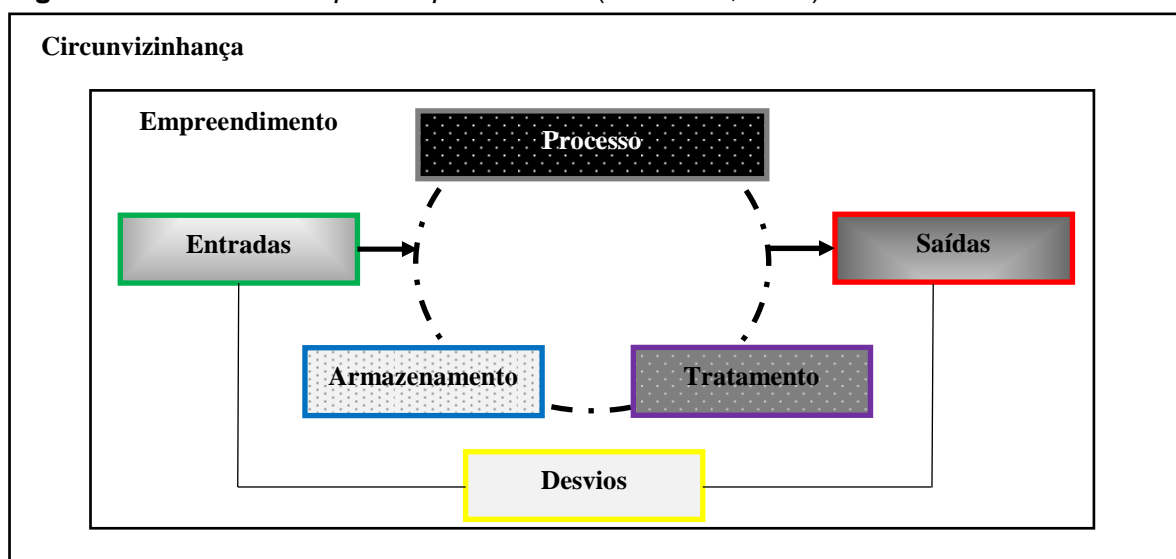 Circunvizinhança
Empreendimento
Processo
Entradas
Saídas
Armazenamento
Tratamento
Desvios